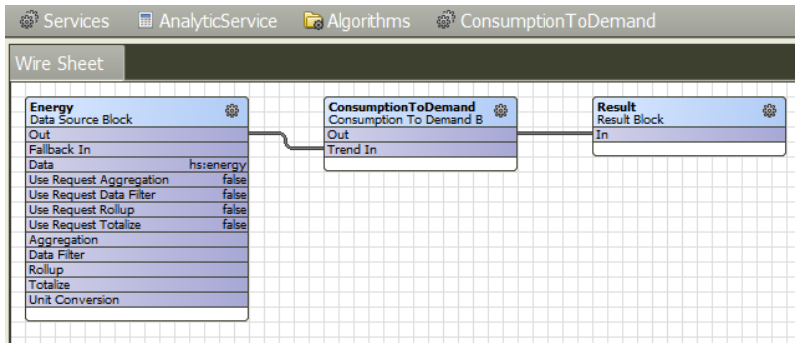 Services AnalyticService Algorithms ConsumptionToDemand
Wire Sheet
Energy
Data Source Block
Out
Fallback In
Data hs:energy
Use Request Aggregation false
Use Request Data Filter false
Use Request Rollup false
Use Request Totalize false
Aggregation
Data Filter
Rollup
Totalize
Unit Conversion
ConsumptionToDemand
Consumption To Demand B
Out
Trend In
Result
Result Block
In